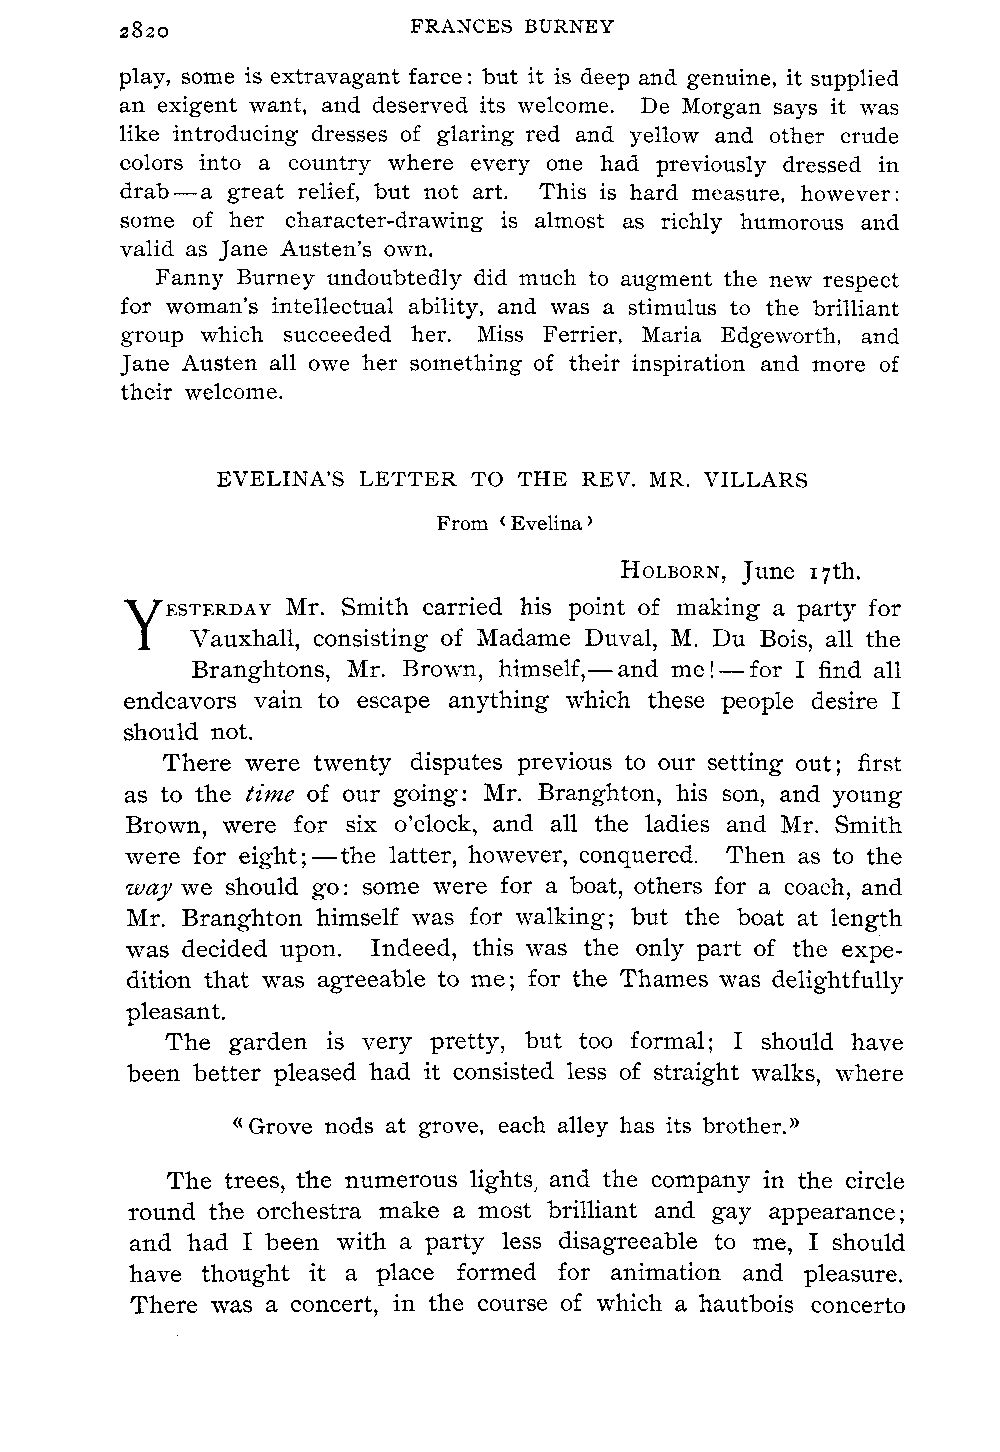 2820 FRANCES BURNEY
play, some is extravagant farce: but it is deep and genuine, it supplied
an exigent want, and deserved its welcome. De Morgan says it was
like introducing dresses of glaring red and yellow and other crude
colors into a country where every one had previously dressed in
drab—a great relief, but not art. This is hard measure, however:
some of her character-drawing is almost as richly humorous and
valid as Jane Austen's own.
Fanny Burney undoubtedly did much to augment the new respect
for woman's intellectual ability, and was a stimulus to the brilliant
group which succeeded her. Miss Ferrier, Maria Edgeworth, and
Jane Austen all owe her something of their inspiration and more of
their welcome.
EVELINA'S LETTER TO THE REV. MR. VILLARS
From ‹Evelina›
HOLBORN, June 17th.
YESTERDAY Mr. Smith carried his point of making a party for
Vauxhall, consisting of Madame Duval, M. Du Bois, all the
Branghtons, Mr. Brown, himself,—and me!—for I find all
endeavors vain to escape anything which these people desire I
should not.
There were twenty disputes previous to our setting out; first
as to the time of our going: Mr. Branghton, his son, and young
Brown, were for six o'clock, and all the ladies and Mr. Smith
were for eight;—the latter, however, conquered. Then as to the
way we should go: some were for a boat, others for a coach, and
Mr. Branghton himself was for walking; but the boat at length
was decided upon. Indeed, this was the only part of the expe-
dition that was agreeable to me; for the Thames was delightfully
pleasant.
The garden is very pretty, but too formal; I should have
been better pleased had it consisted less of straight walks, where
«Grove nods at grove, each alley has its brother.»
The trees, the numerous lights, and the company in the circle
round the orchestra make a most brilliant and gay appearance;
and had I been with a party less disagreeable to me, I should
have thought it a place formed for animation and pleasure.
There was a concert, in the course of which a hautbois concerto